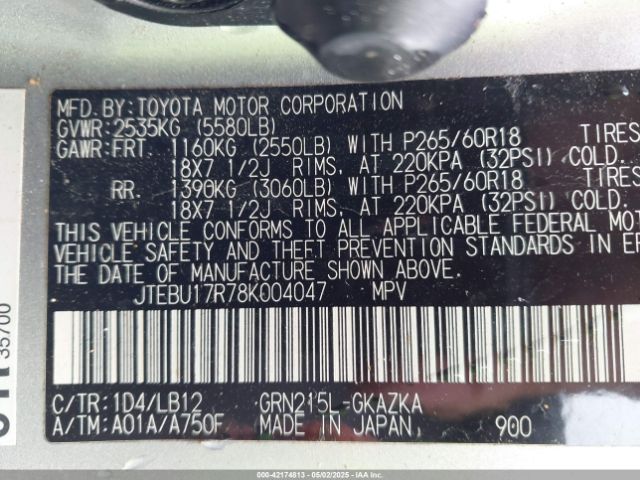 MFD. BY: TOYOTA MOTOR CORPORATION
GVWR: 2535KG (5580LB)
GAWR: FRT. 1160KG (2550LB) WITH P265/60R18 TIRES
18X7 1/2J RIMS, AT 220KPA (32PSI) COLD.
RR. 1390KG (3060LB) WITH P265/60R18 TIRES
18X7 1/2J RIMS, AT 220KPA (32PSI) COLD.
THIS VEHICLE CONFORMS TO ALL APPLICABLE FEDERAL MO
VEHICLE SAFETY AND THEFT PREVENTION STANDARDS IN E
THE DATE OF MANUFACTURE SHOWN ABOVE.
JTEBU17R78K004047 MPV
C/TR: 1D4/LB12 GRN215L-GKAZKA
A/TM: A01A/A750F MADE IN JAPAN 900
35700
000-42174813 - 05/02/2025 - IAA Auctions